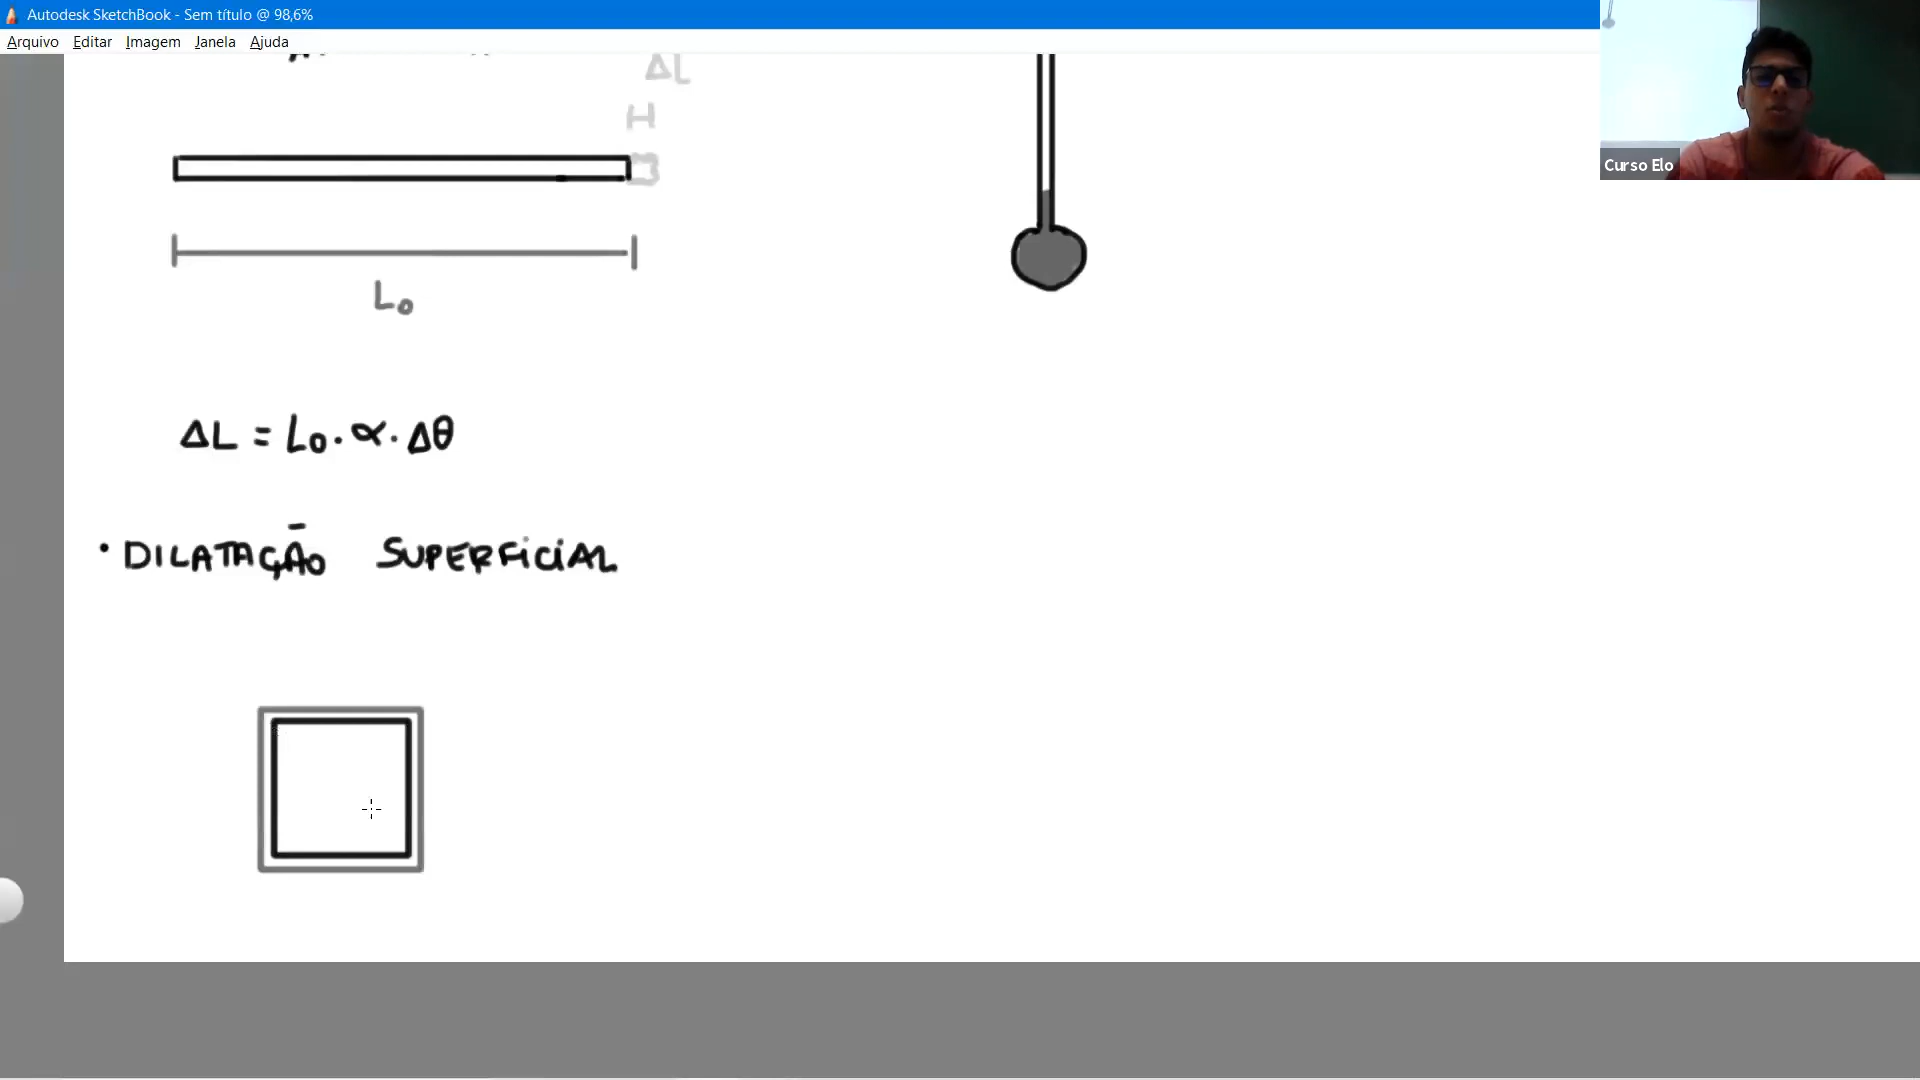 Autodesk SketchBook - Sem título @ 98,6%
Arquivo Editar Imagem Janela Ajuda
Curso Elo
ΔL
L₀
ΔL = L₀ . α . Δθ
• DILATAÇÃO SUPERFICIAL